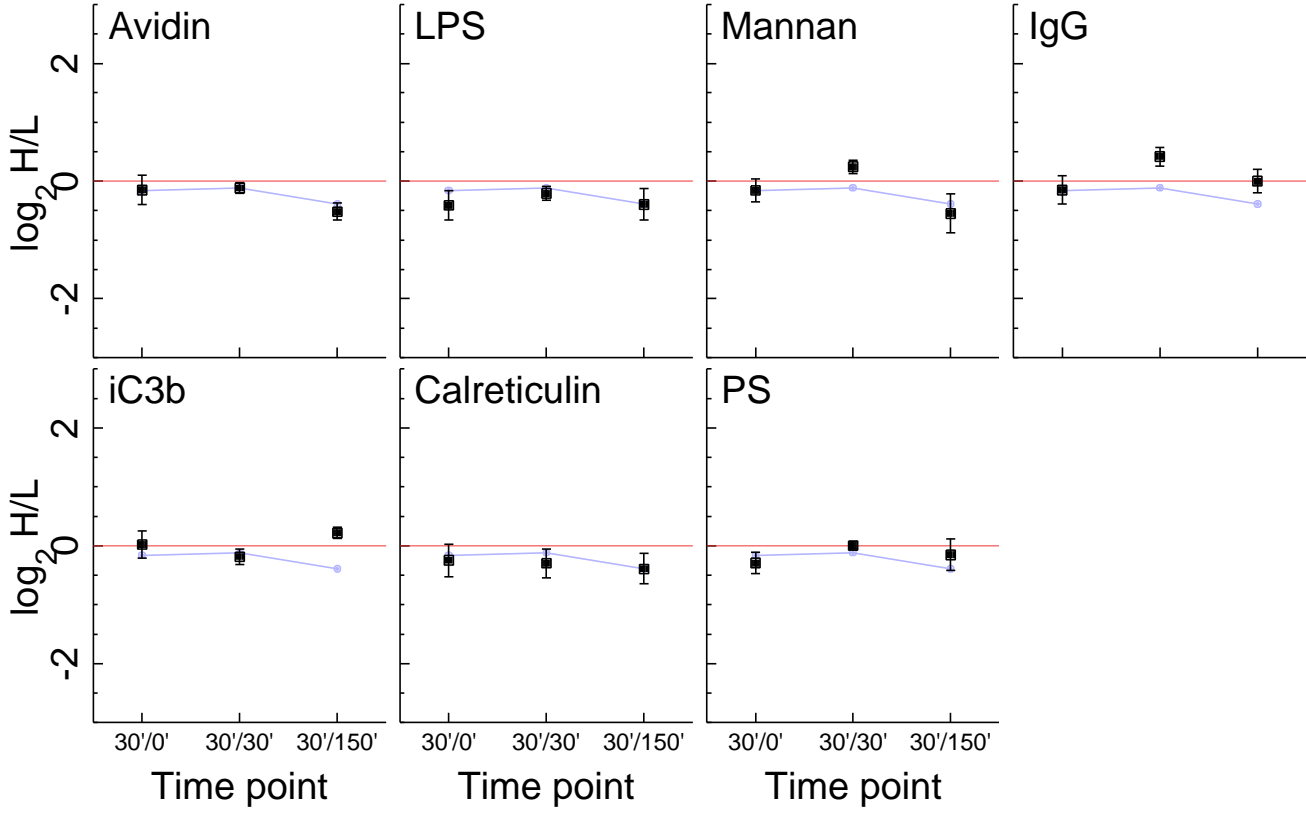 Avidin
LPS
Mannan
IgG
2
0
-2
log2 H/L
iC3b
Calreticulin
PS
2
0
-2
log2 H/L
30'/0' 30'/30' 30'/150'
30'/0' 30'/30' 30'/150'
30'/0' 30'/30' 30'/150'
Time point
Time point
Time point